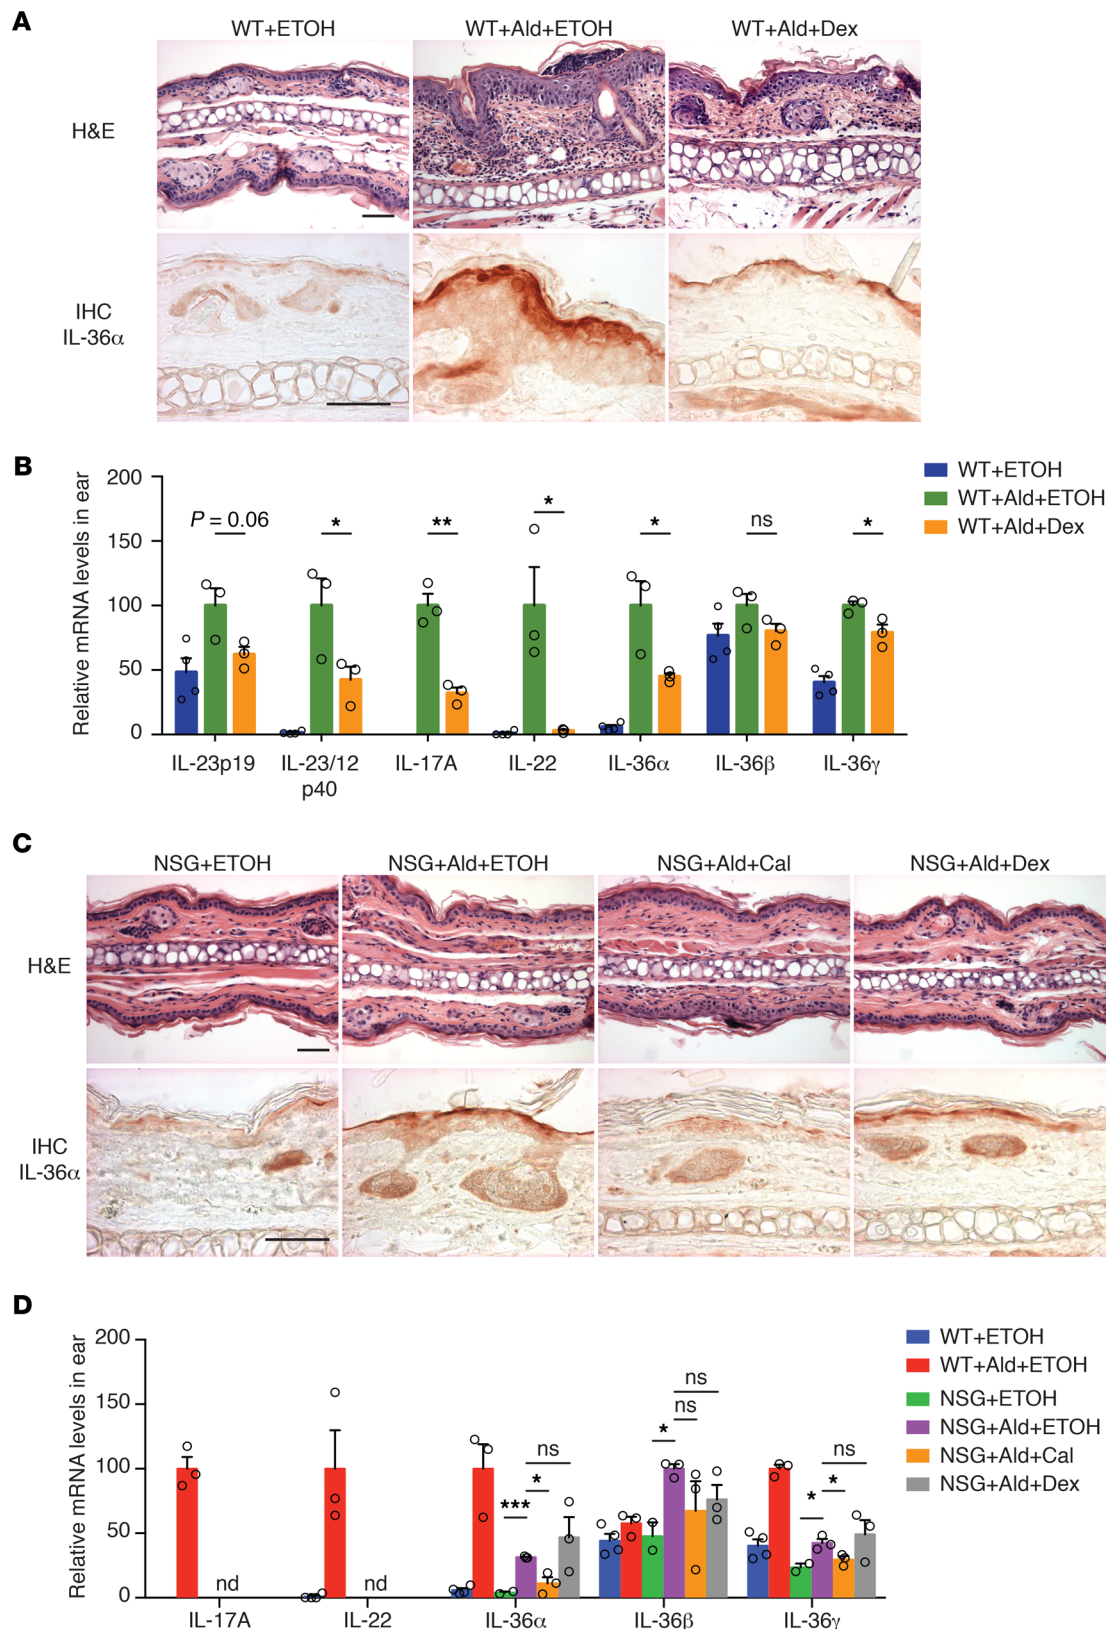 A
WT+ETOH WT+Ald+ETOH WT+Ald+Dex
H&E
IHC
IL-36α
B
Relative mRNA levels in ear
200
150
100
50
0
P = 0.06 * ** * * ns *
IL-23p19 IL-23/12 p40 IL-17A IL-22 IL-36α IL-36β IL-36γ
WT+ETOH
WT+Ald+ETOH
WT+Ald+Dex
C
NSG+ETOH NSG+Ald+ETOH NSG+Ald+Cal NSG+Ald+Dex
H&E
IHC
IL-36α
D
Relative mRNA levels in ear
200
150
100
50
0
nd nd
*** * ns
* ns ns
* * ns
IL-17A IL-22 IL-36α IL-36β IL-36γ
WT+ETOH
WT+Ald+ETOH
NSG+ETOH
NSG+Ald+ETOH
NSG+Ald+Cal
NSG+Ald+Dex